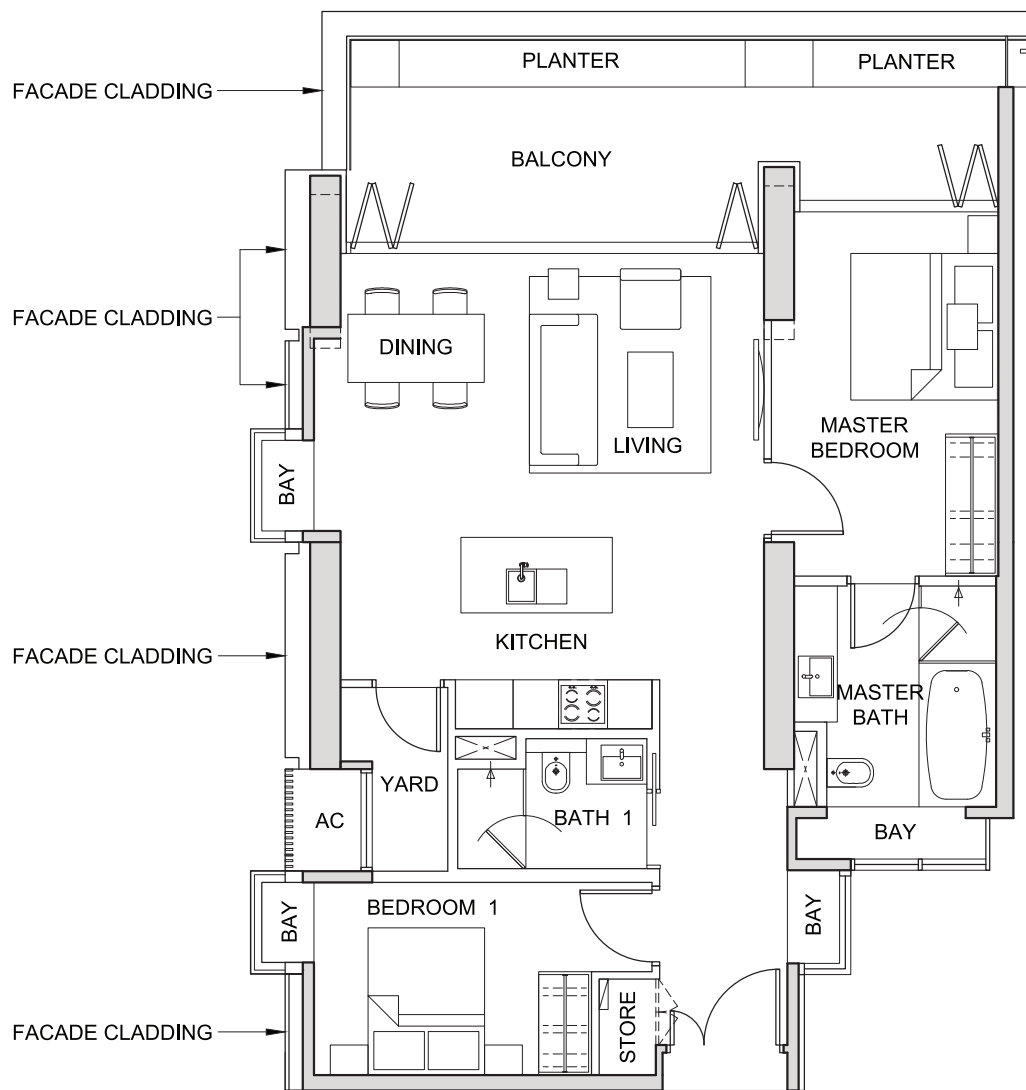 PLANTER
PLANTER
FACADE CLADDING
BALCONY
FACADE CLADDING
DINING
LIVING
MASTER
BEDROOM
BAY
KITCHEN
FACADE CLADDING
MASTER
BATH
YARD
AC
BATH 1
BAY
BEDROOM 1
BAY
BAY
STORE
FACADE CLADDING